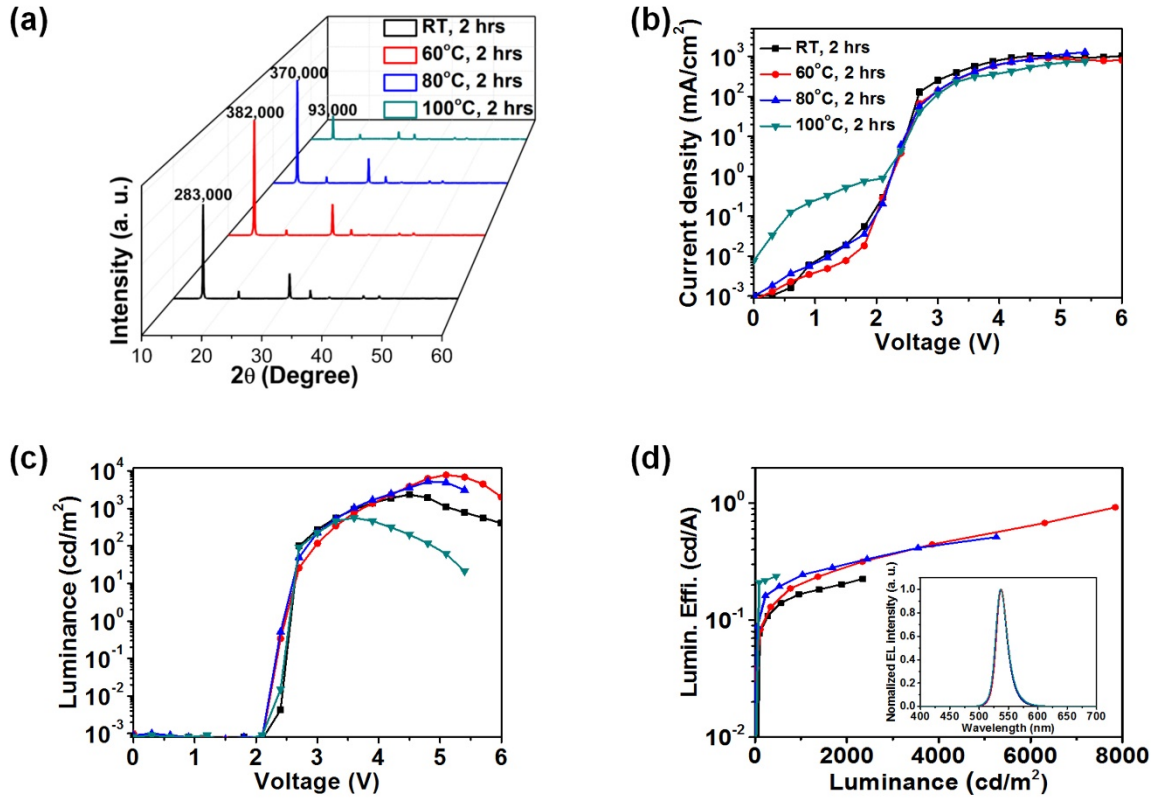 (a)
RT, 2 hrs
60°C, 2 hrs
80°C, 2 hrs
100°C, 2 hrs
370,000
382,000
93,000
283,000
Intensity (a. u.)
10 20 30 40 50 60
2θ (Degree)
(b)
RT, 2 hrs
60°C, 2 hrs
80°C, 2 hrs
100°C, 2 hrs
10³
10²
10¹
10⁰
10⁻¹
10⁻²
10⁻³
Current density (mA/cm²)
0 1 2 3 4 5 6
Voltage (V)
(c)
10⁴
10³
10²
10¹
10⁰
10⁻¹
10⁻²
10⁻³
Luminance (cd/m²)
0 1 2 3 4 5 6
Voltage (V)
(d)
10⁰
10⁻¹
10⁻²
Lumin. Effi. (cd/A)
0 2000 4000 6000 8000
Luminance (cd/m²)
Nomalized EL intensity (a. u.)
1.0
0.8
0.6
0.4
0.2
0.0
400 450 500 550 600 650 700
Wavelength (nm)